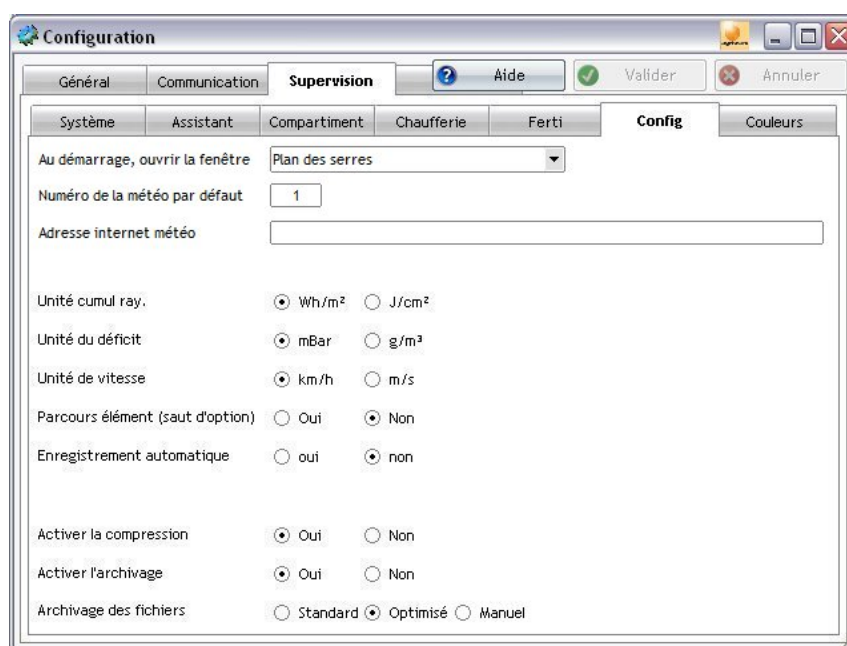 Configuration
Général Communication Supervision Aide Valider Annuler
Système Assistant Compartiment Chaufferie Ferti Config Couleurs
Au démarrage, ouvrir la fenêtre Plan des serres
Numéro de la météo par défaut 1
Adresse internet météo
Unité cumul ray. Wh/m² J/cm²
Unité du déficit mBar g/m³
Unité de vitesse km/h m/s
Parcours élément (saut d'option) Oui Non
Enregistrement automatique oui non
Activer la compression Oui Non
Activer l'archivage Oui Non
Archivage des fichiers Standard Optimisé Manuel